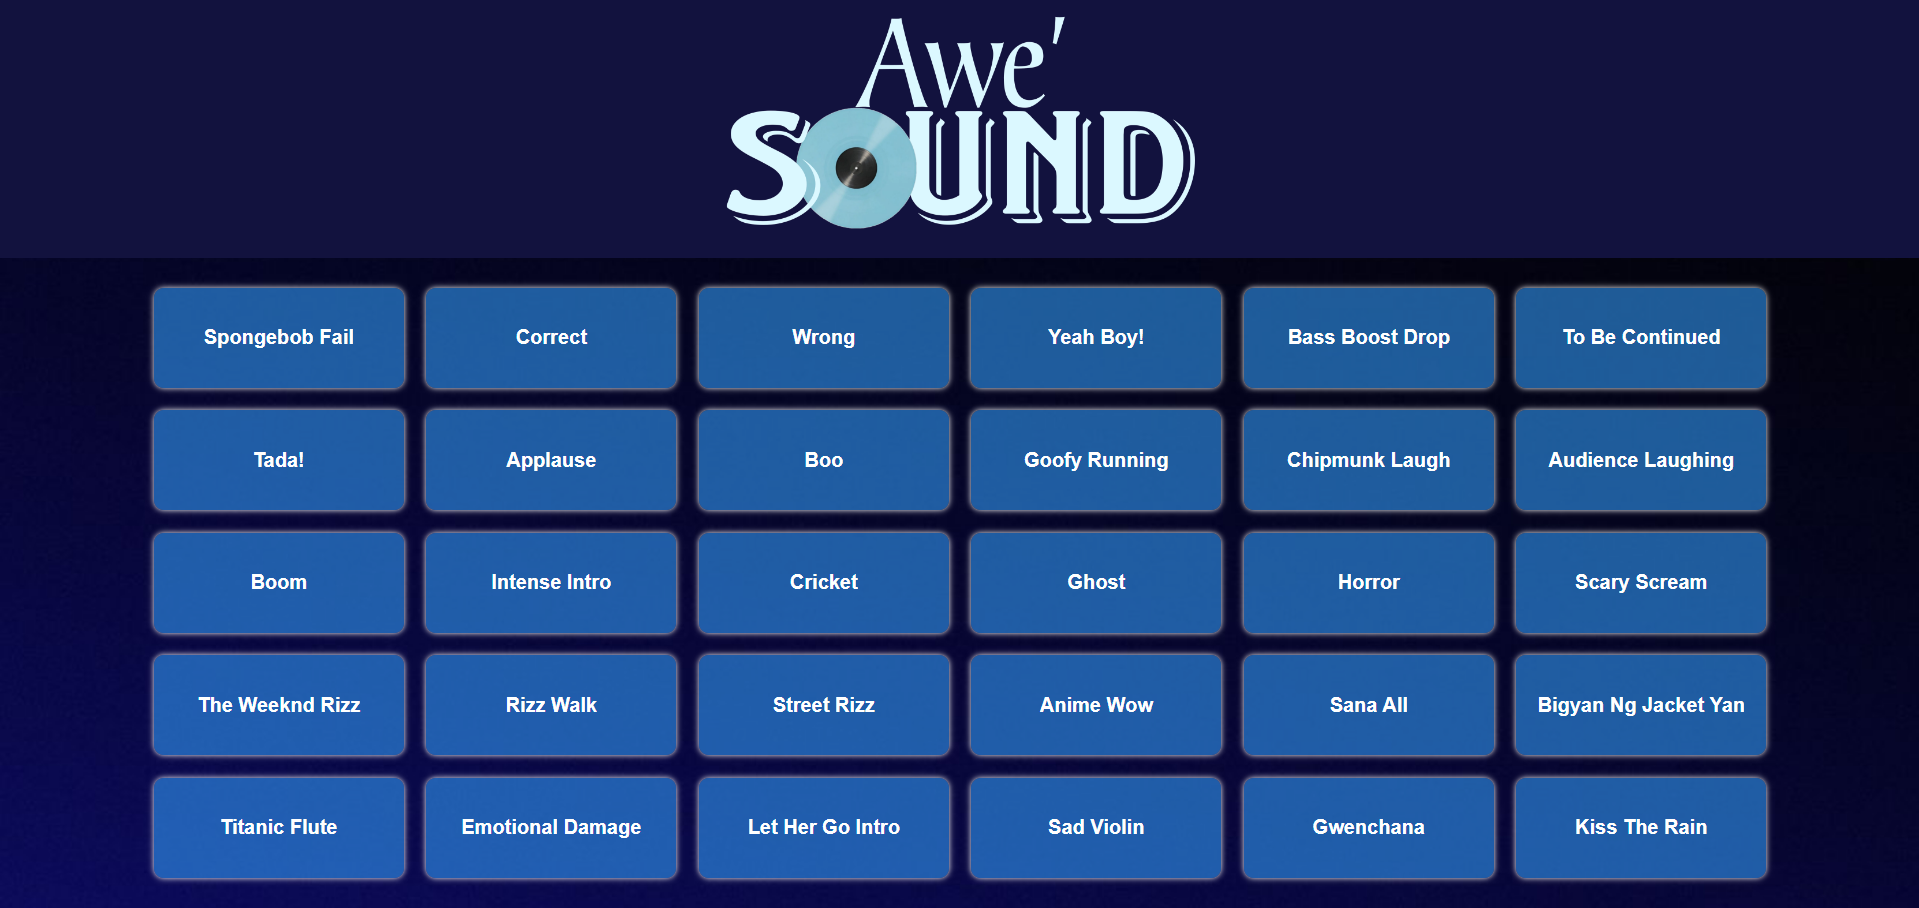 Awe'
SOUND
Spongebob Fail
Correct
Wrong
Yeah Boy!
Bass Boost Drop
To Be Continued
Tada!
Applause
Boo
Goofy Running
Chipmunk Laugh
Audience Laughing
Boom
Intense Intro
Cricket
Ghost
Horror
Scary Scream
The Weeknd Rizz
Rizz Walk
Street Rizz
Anime Wow
Sana All
Bigyan Ng Jacket Yan
Titanic Flute
Emotional Damage
Let Her Go Intro
Sad Violin
Gwenchana
Kiss The Rain